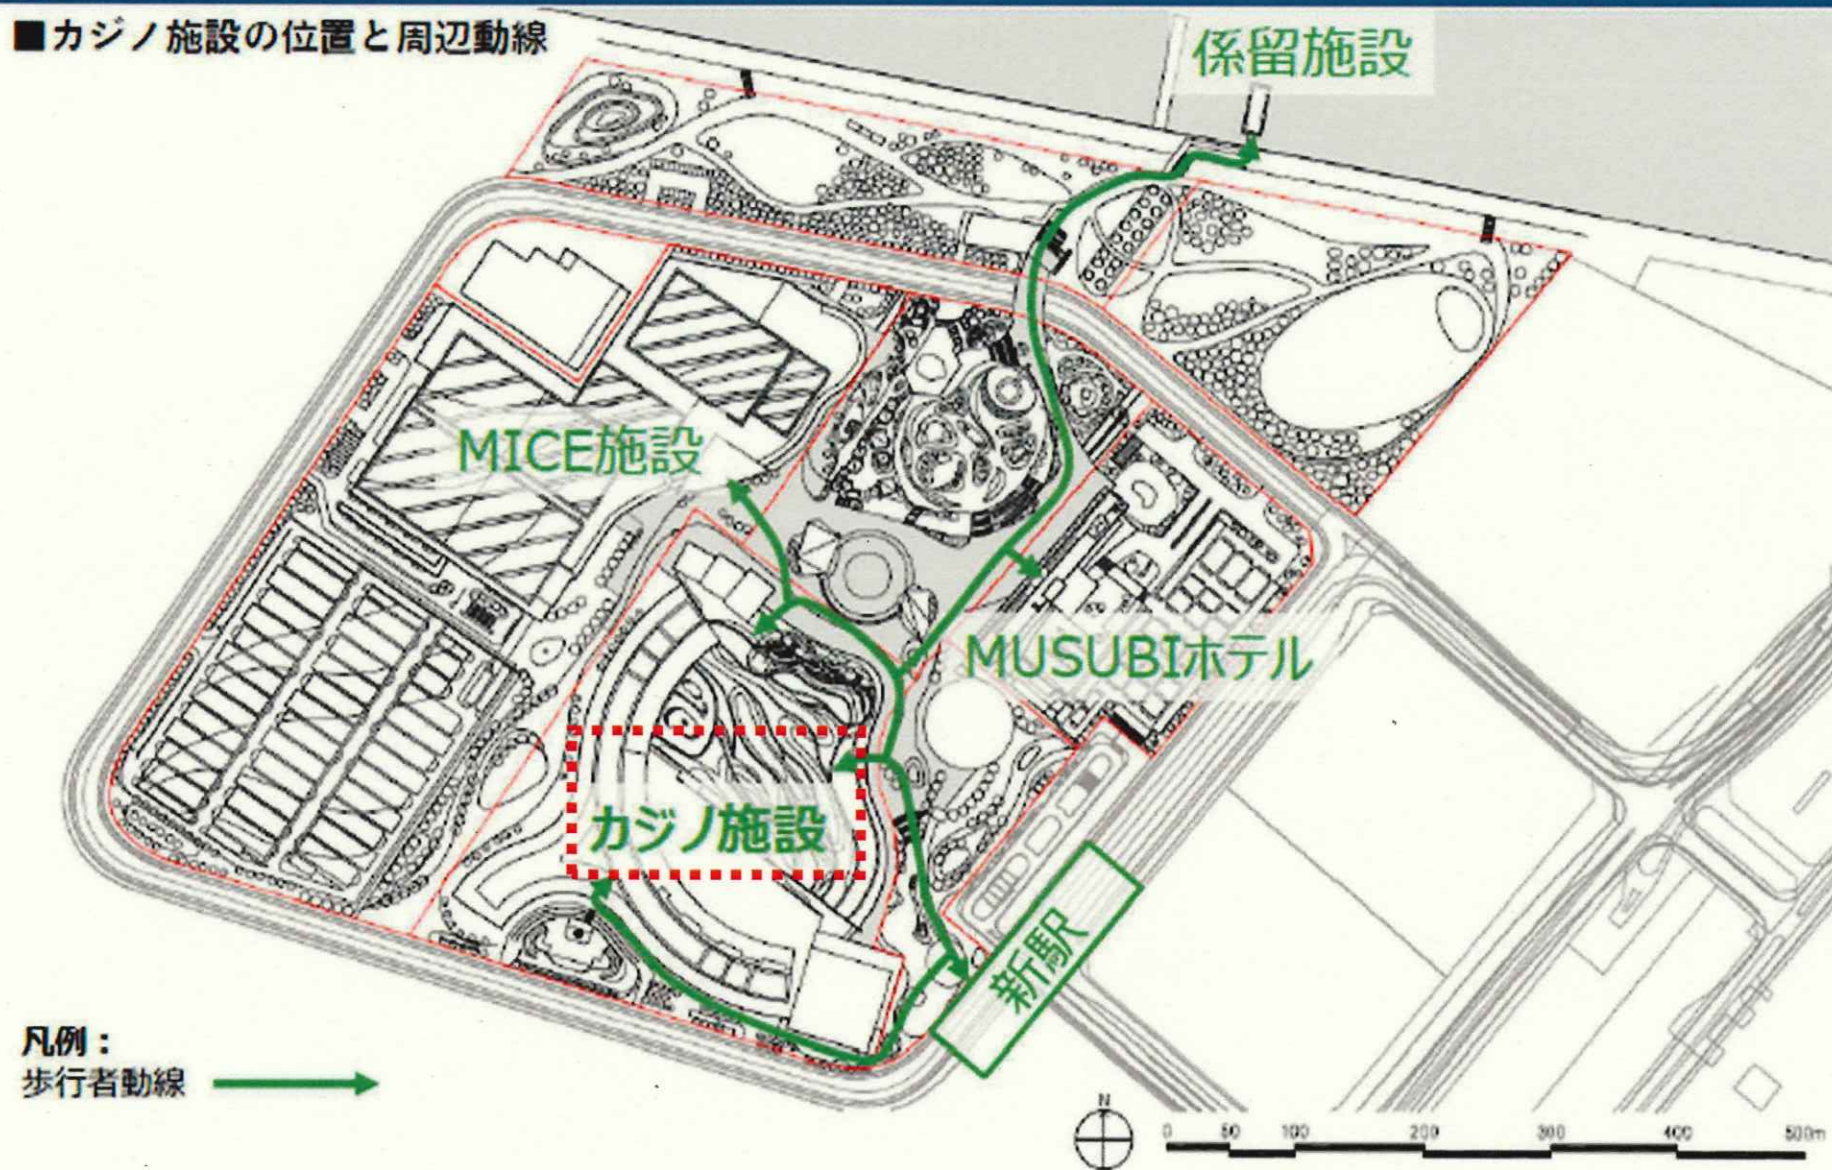 ■カジノ施設の位置と周辺動線
係留施設
MICE施設
MUSUBIホテル
カジノ施設
新駅
凡例：
歩行者動線
N
0 50 100 200 300 400 500m